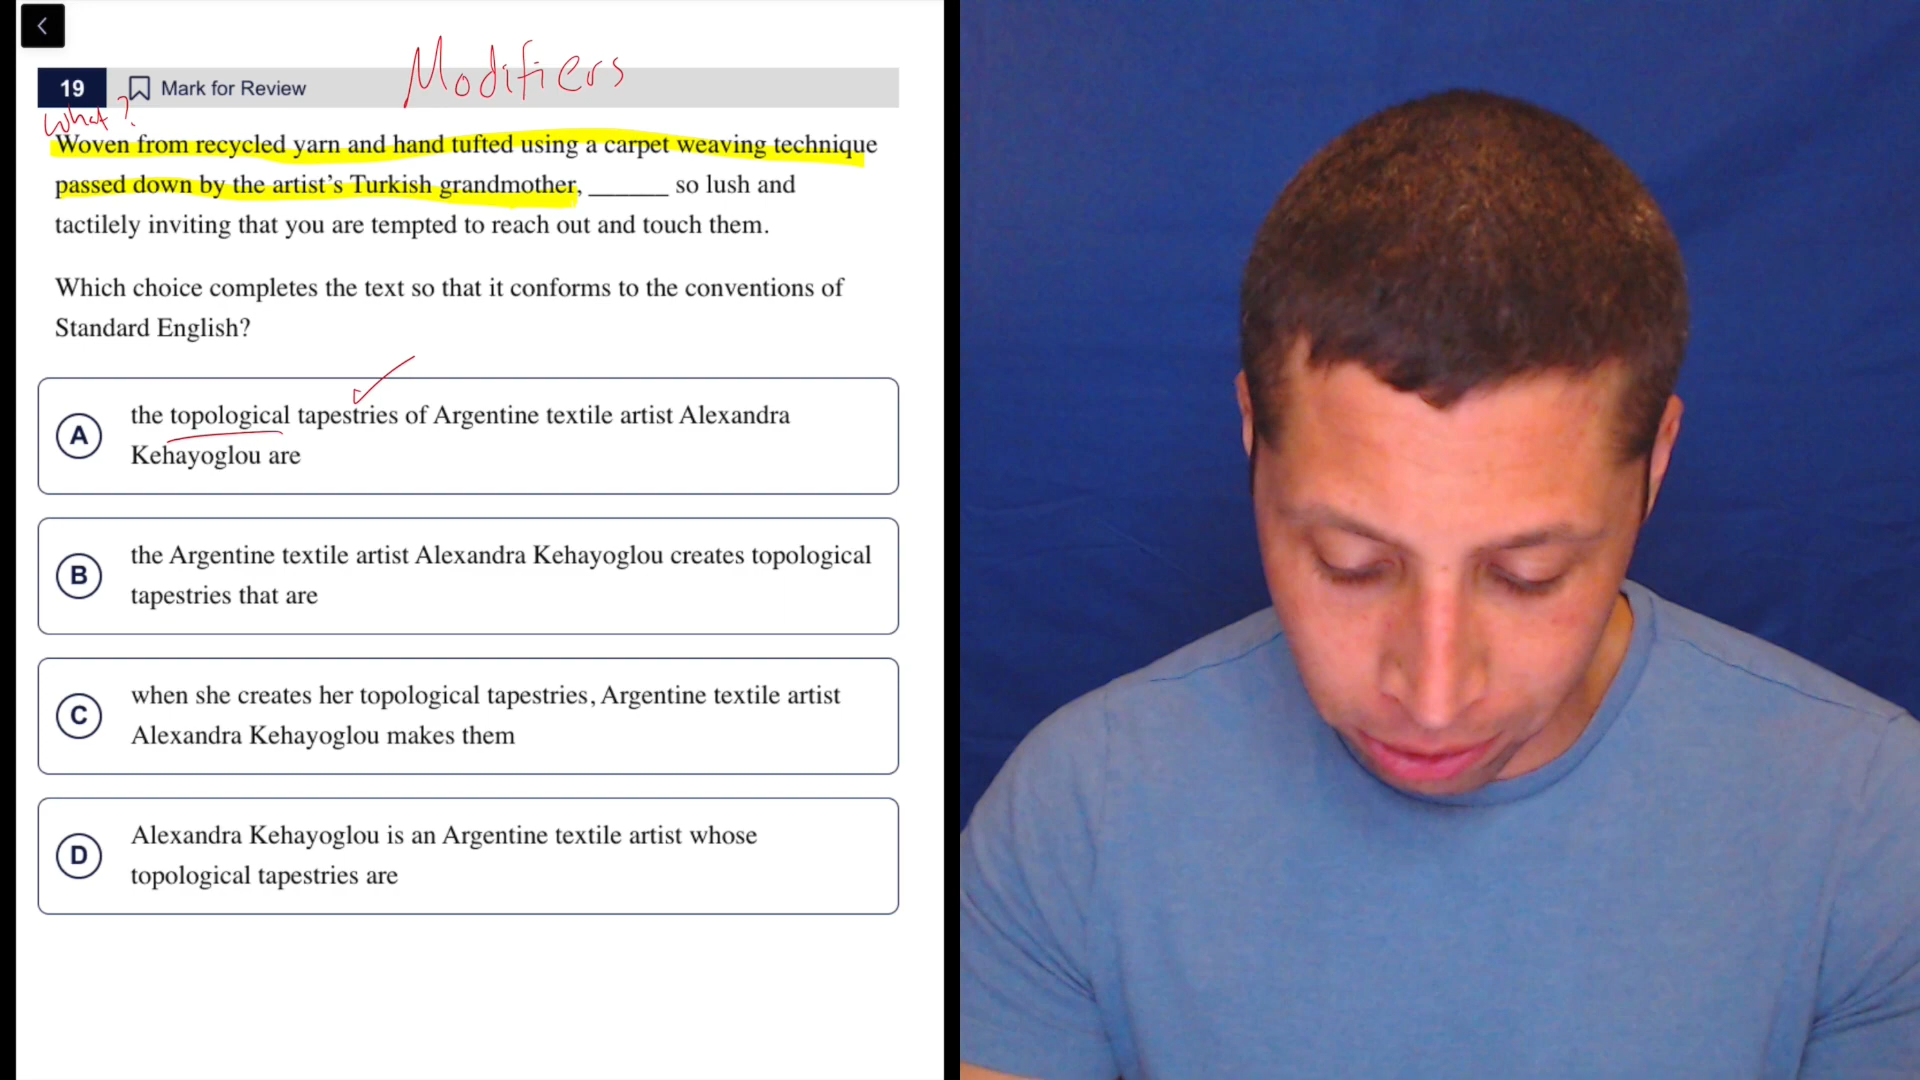 Modifiers
19 Mark for Review
What?
Woven from recycled yarn and hand tufted using a carpet weaving technique
passed down by the artist's Turkish grandmother, ______ so lush and
tactilely inviting that you are tempted to reach out and touch them.
Which choice completes the text so that it conforms to the conventions of
Standard English?
A the topological tapestries of Argentine textile artist Alexandra
Kehayoglou are
B the Argentine textile artist Alexandra Kehayoglou creates topological
tapestries that are
C when she creates her topological tapestries, Argentine textile artist
Alexandra Kehayoglou makes them
D Alexandra Kehayoglou is an Argentine textile artist whose
topological tapestries are